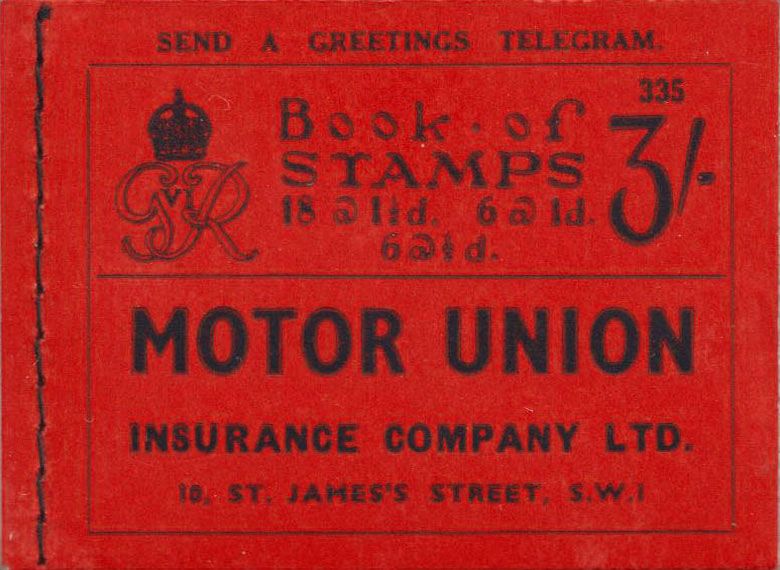 SEND A GREETINGS TELEGRAM.
335
G VI R
Book · of
STAMPS
3/-
18 @ 1½d. 6 @ 1d.
6 @ ½d.
MOTOR UNION
INSURANCE COMPANY LTD.
10, ST. JAMES'S STREET, S.W.1